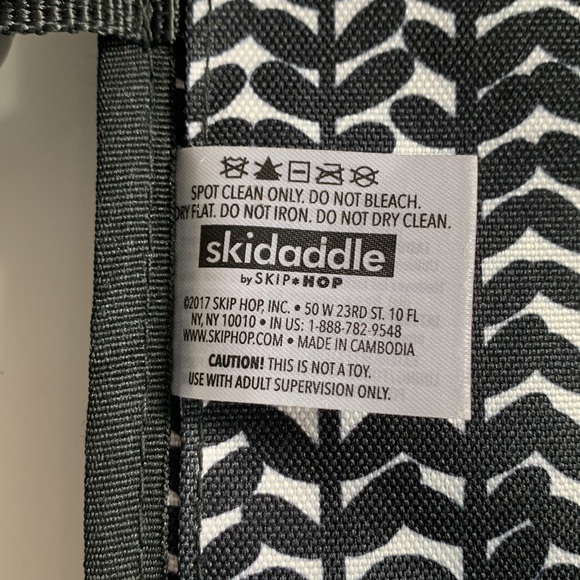 SPOT CLEAN ONLY. DO NOT BLEACH.
DRY FLAT. DO NOT IRON. DO NOT DRY CLEAN.
skidaddle
by SKIP*HOP
©2017 SKIP HOP, INC. • 50 W 23RD ST. 10 FL
NY, NY 10010 • IN US: 1-888-782-9548
WWW.SKIPHOP.COM • MADE IN CAMBODIA
CAUTION! THIS IS NOT A TOY.
USE WITH ADULT SUPERVISION ONLY.